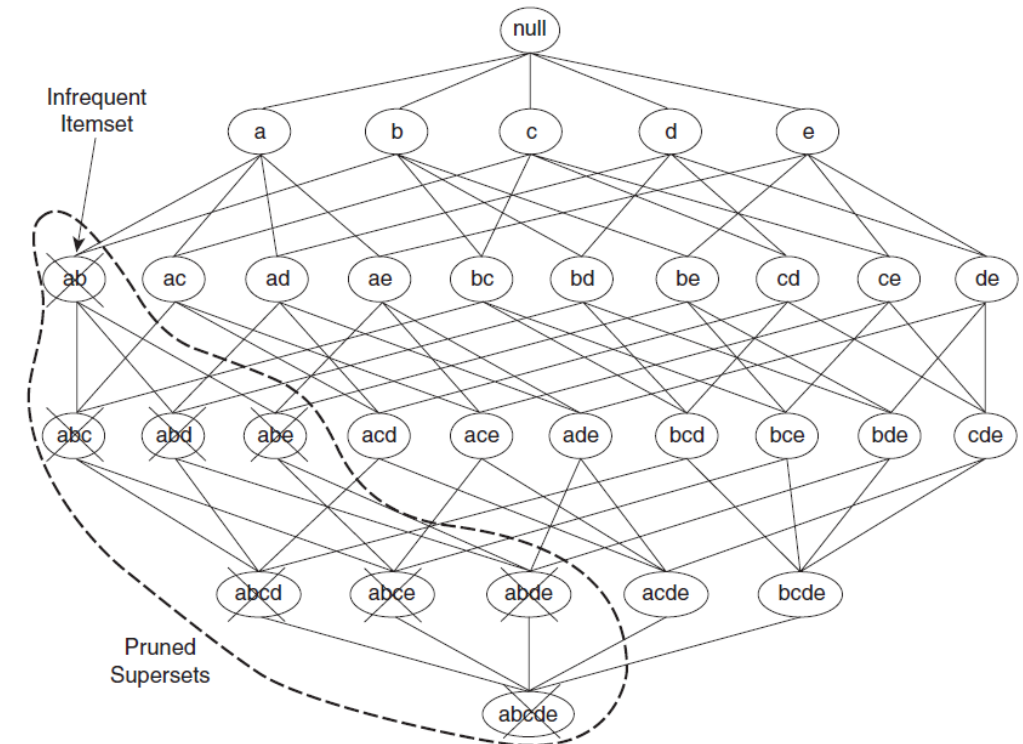 null
Infrequent
Itemset
a b c d e
ab ac ad ae bc bd be cd ce de
abc abd abe acd ace ade bcd bce bde cde
abcd abce abde acde bcde
Pruned
Supersets
abcde